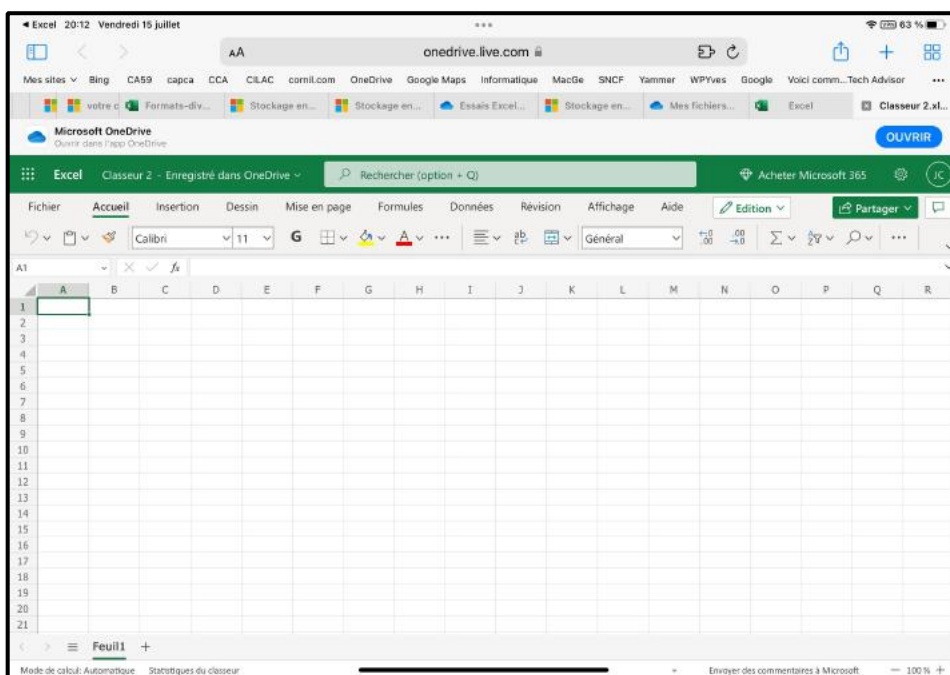 Excel 20:12 Vendredi 15 juillet 63 %
AA onedrive.live.com
Mes sites Bing CA59 capca CCA CILAC cornil.com OneDrive Google Maps Informatique MacGe SNCF Yammer WPYves Google Voici comm...Tech Advisor
votre c Formats-div... Stockage en... Stockage en... Essais Excel... Stockage en... Mes fichiers... Excel Classeur 2.xl...
Microsoft OneDrive
Ouvrir dans l'app OneDrive
OUVRIR
Excel Classeur 2 - Enregistré dans OneDrive Rechercher (option + Q) Acheter Microsoft 365 JC
Fichier Accueil Insertion Dessin Mise en page Formules Données Révision Affichage Aide Edition Partager
Calibri 11 G A ab Général
A1 fx
A B C D E F G H I J K L M N O P Q R
1
2
3
4
5
6
7
8
9
10
11
12
13
14
15
16
17
18
19
20
21
Feuil1 +
Mode de calcul: Automatique Statistiques du classeur Envoyer des commentaires à Microsoft — 100 % +